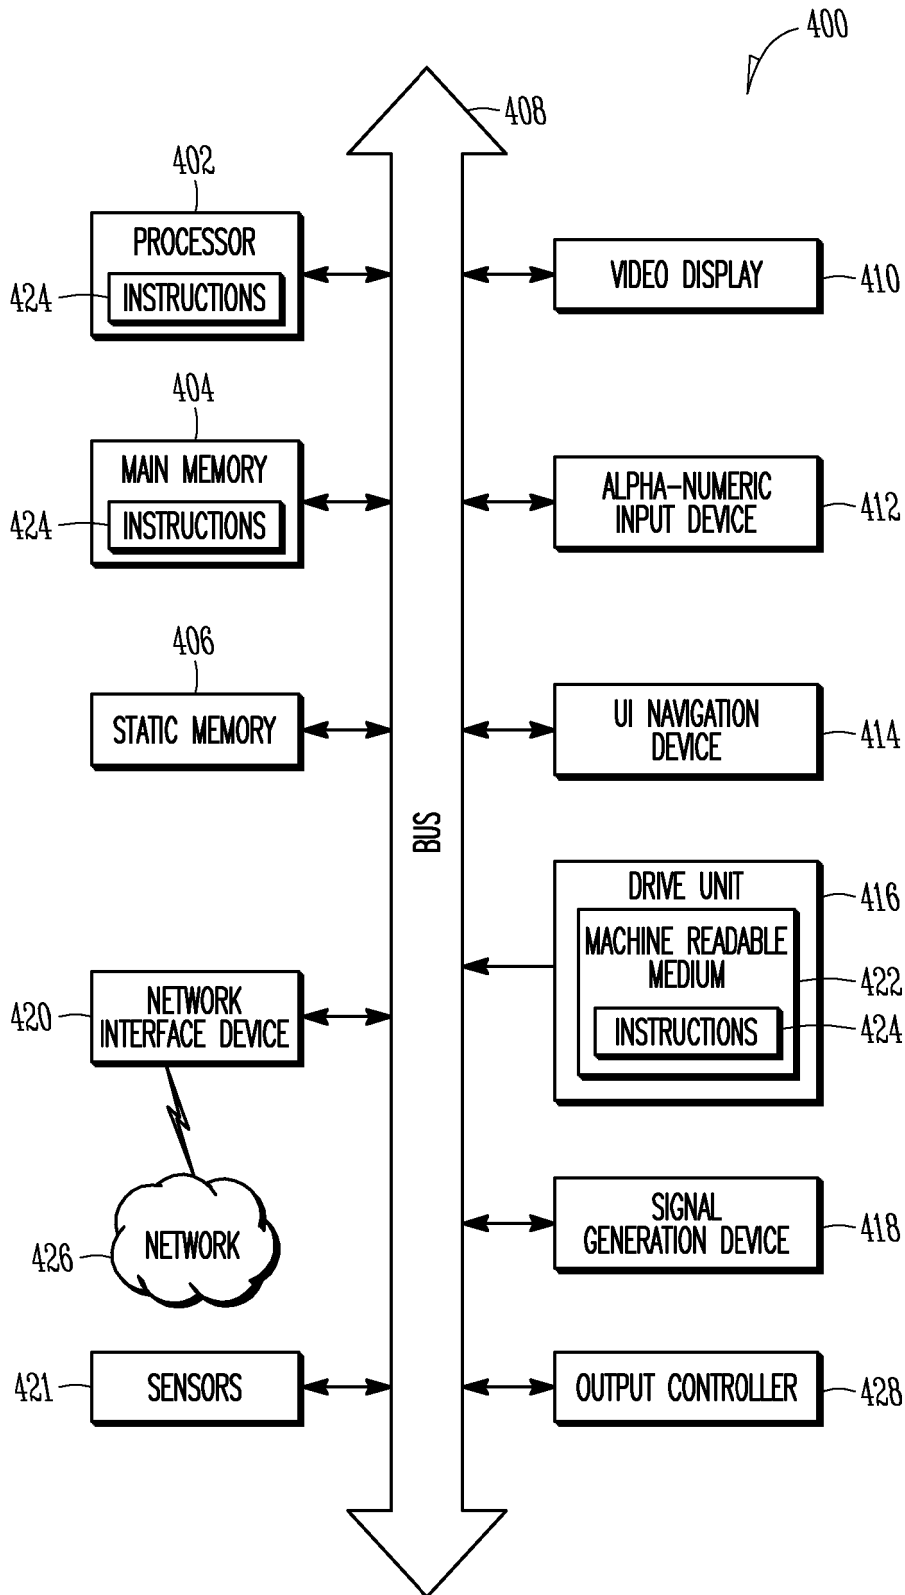 400
408
402
PROCESSOR
424
INSTRUCTIONS
VIDEO DISPLAY
410
404
MAIN MEMORY
424
INSTRUCTIONS
ALPHA-NUMERIC
INPUT DEVICE
412
406
STATIC MEMORY
UI NAVIGATION
DEVICE
414
BUS
DRIVE UNIT
416
MACHINE READABLE
MEDIUM
422
INSTRUCTIONS
424
420
NETWORK
INTERFACE DEVICE
SIGNAL
GENERATION DEVICE
418
NETWORK
426
421
SENSORS
OUTPUT CONTROLLER
428